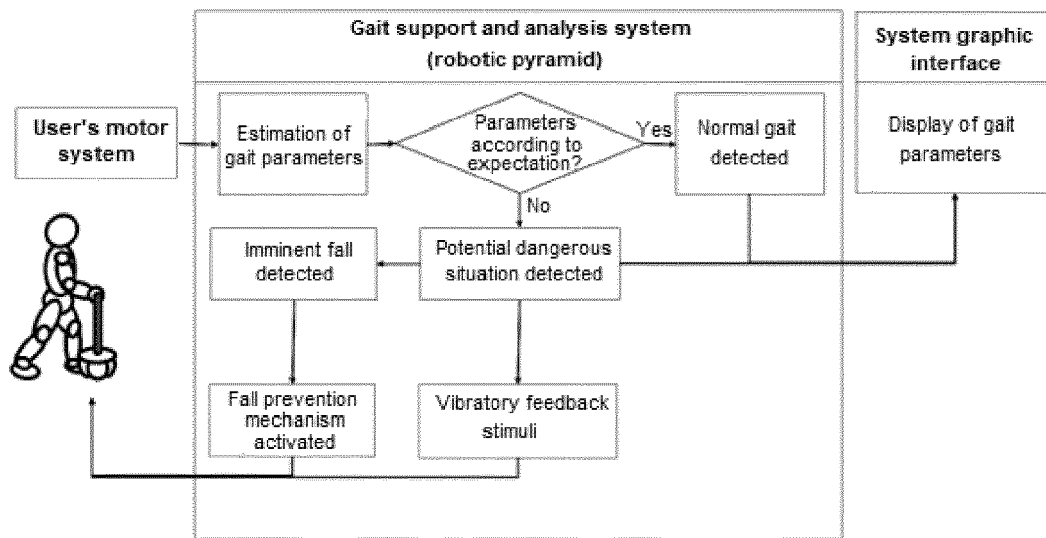 Gait support and analysis system
(robotic pyramid)
System graphic
interface
User's motor
system
Estimation of
gait parameters
Parameters
according to
expectation?
Yes
Normal gait
detected
Display of gait
parameters
No
Imminent fall
detected
Potential dangerous
situation detected
Fall prevention
mechanism
activated
Vibratory feedback
stimuli